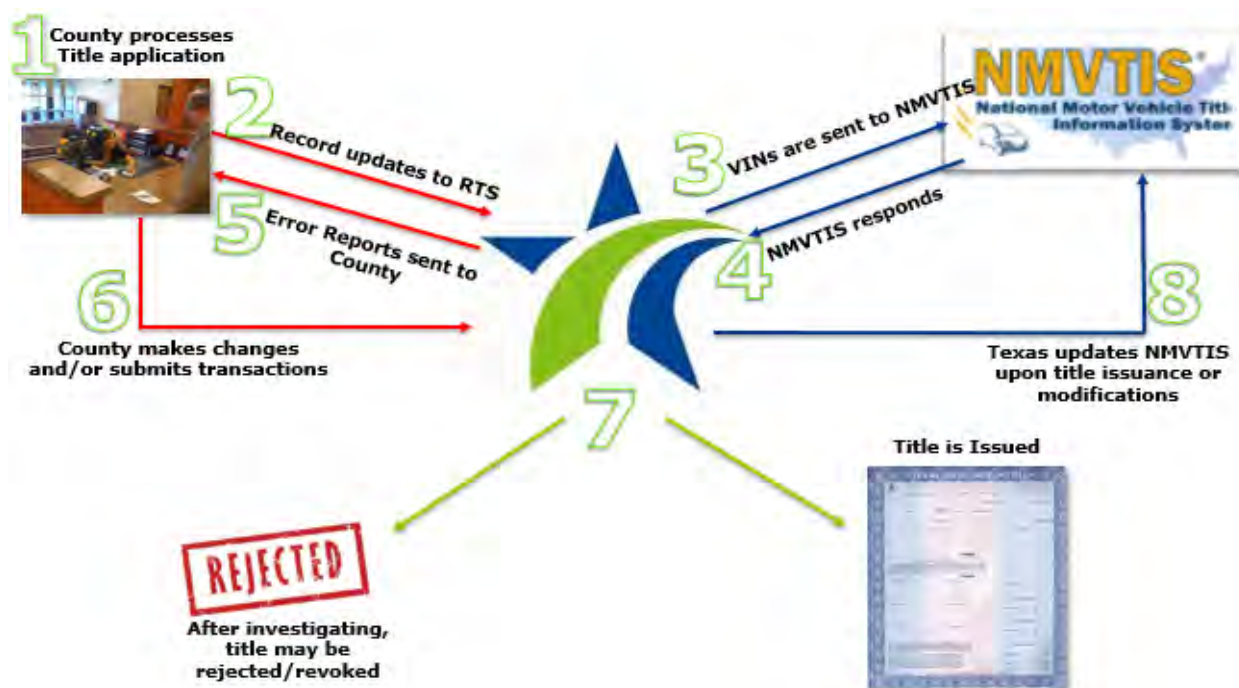 1
County processes
Title application
2
Record updates to RTS
3
VINs are sent to NMVTIS
NMVTIS
National Motor Vehicle Titl
Information System
4
NMVTIS responds
5
Error Reports sent to
County
6
County makes changes
and/or submits transactions
7
8
Texas updates NMVTIS
upon title issuance or
modifications
REJECTED
After investigating,
title may be
rejected/revoked
Title is Issued